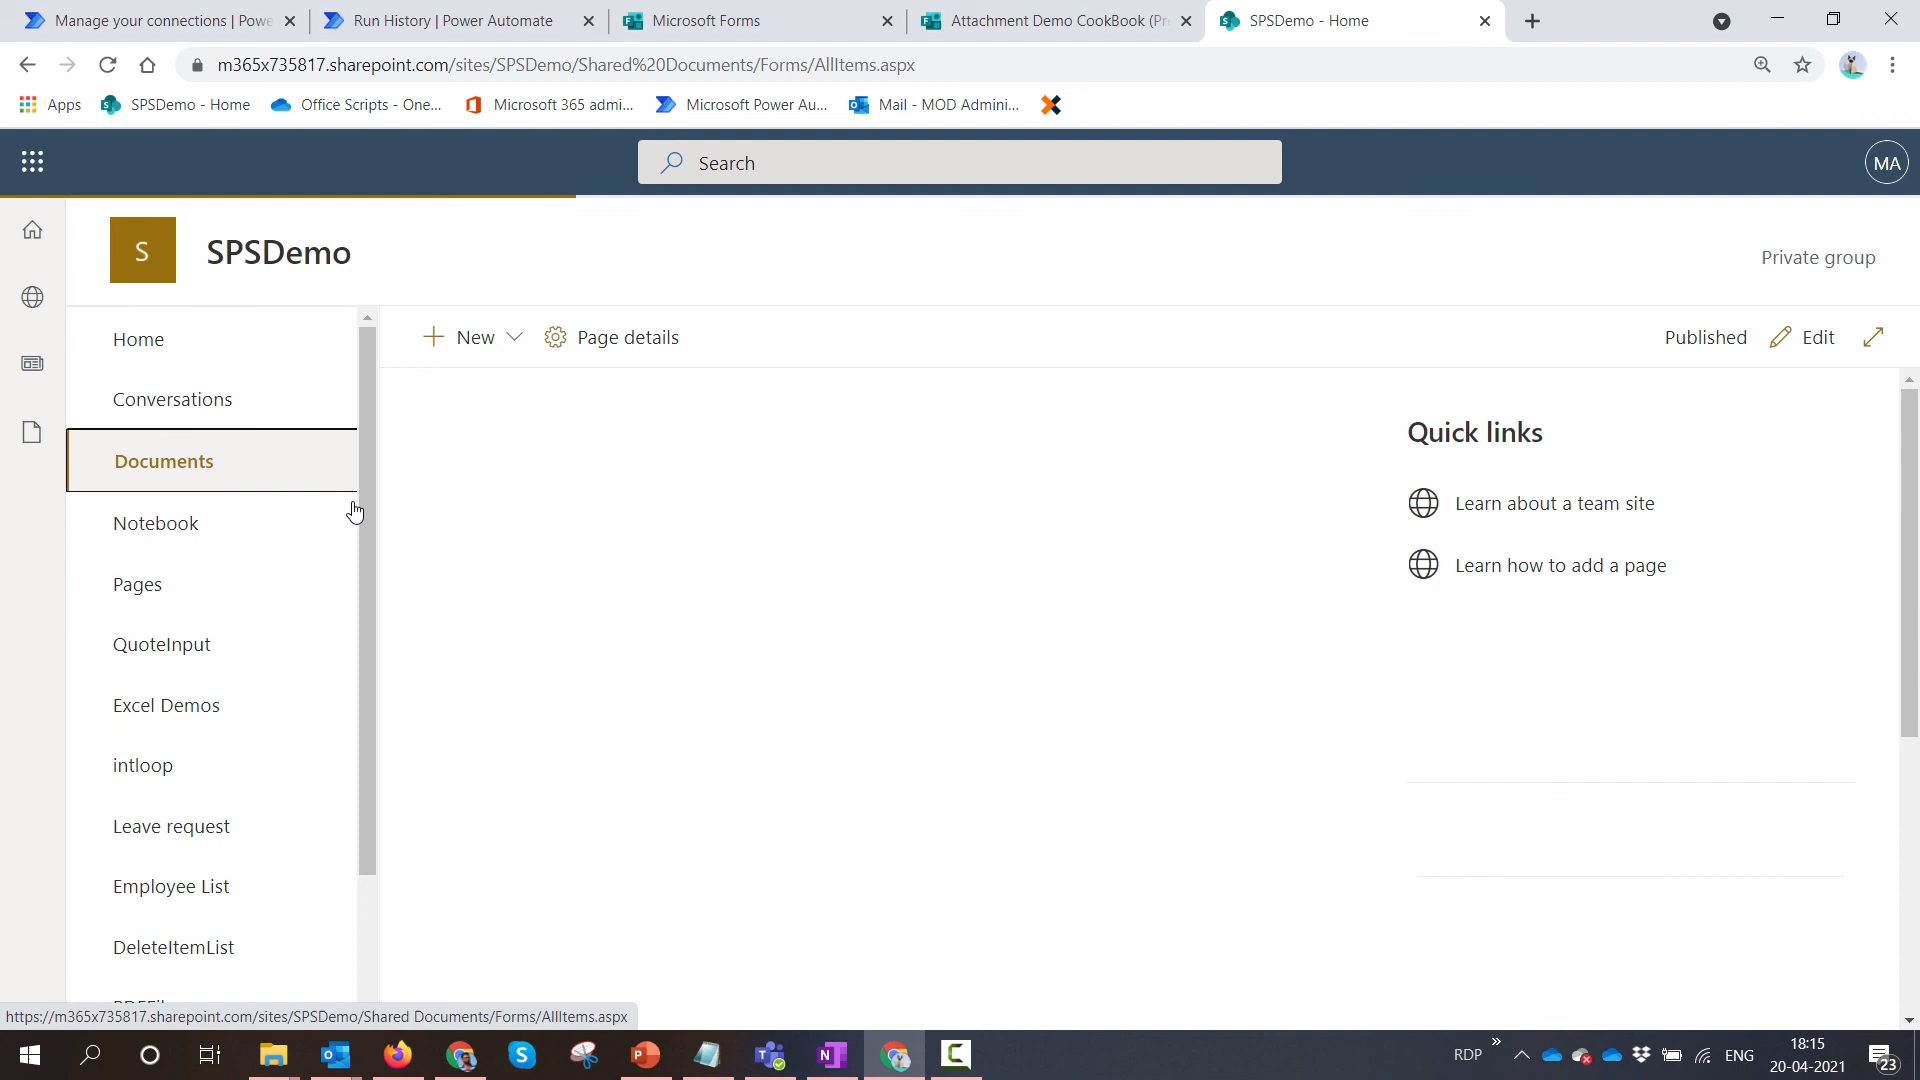 Manage your connections | Powe
Run History | Power Automate
Microsoft Forms
Attachment Demo CookBook (Pr
SPSDemo - Home
m365x735817.sharepoint.com/sites/SPSDemo/Shared%20Documents/Forms/AllItems.aspx
Apps
SPSDemo - Home
Office Scripts - One...
Microsoft 365 admi...
Microsoft Power Au...
Mail - MOD Admini...
Search
MA
S
SPSDemo
Private group
Home
Conversations
Documents
Notebook
Pages
QuoteInput
Excel Demos
intloop
Leave request
Employee List
DeleteItemList
New
Page details
Published
Edit
Quick links
Learn about a team site
Learn how to add a page
https://m365x735817.sharepoint.com/sites/SPSDemo/Shared Documents/Forms/AllItems.aspx
RDP
ENG
18:15
20-04-2021
23